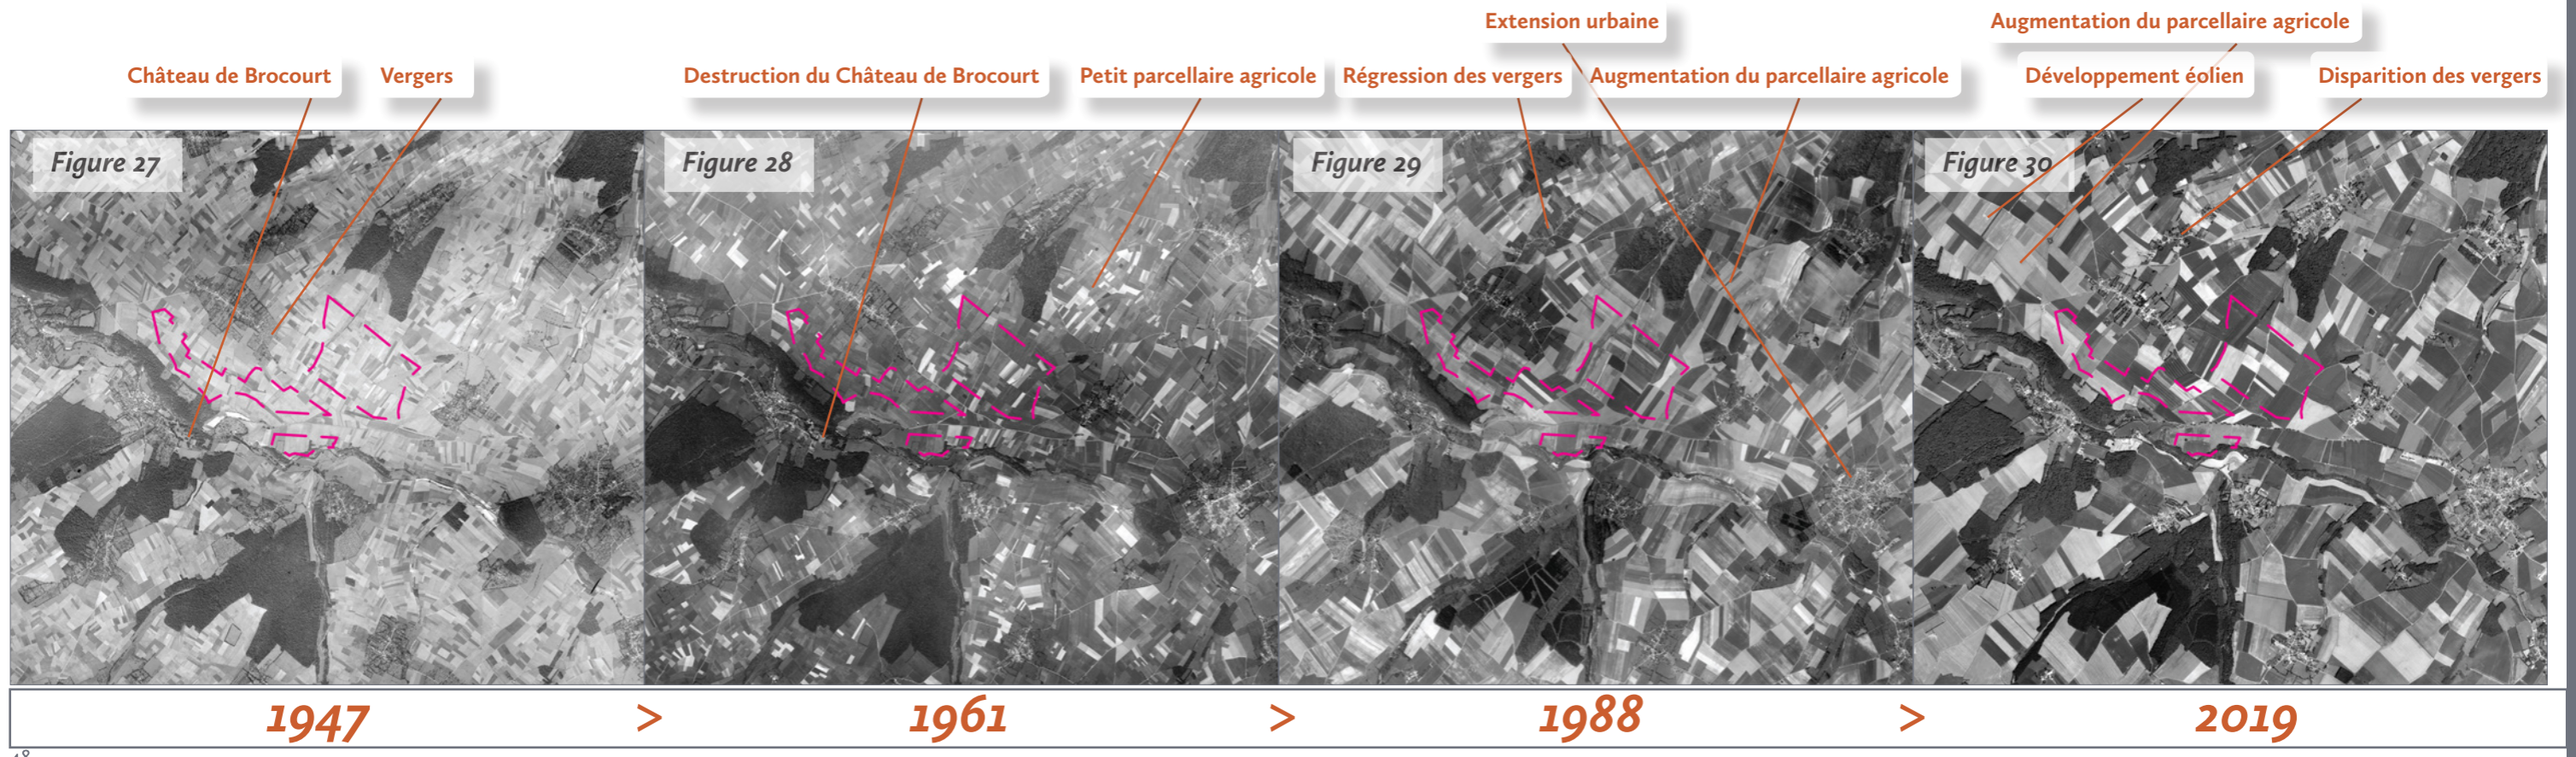 Extension urbaine
Augmentation du parcellaire agricole
Château de Brocourt
Vergers
Destruction du Château de Brocourt
Petit parcellaire agricole
Régression des vergers
Augmentation du parcellaire agricole
Développement éolien
Disparition des vergers
Figure 27
Figure 28
Figure 29
Figure 30
1947 > 1961 > 1988 > 2019